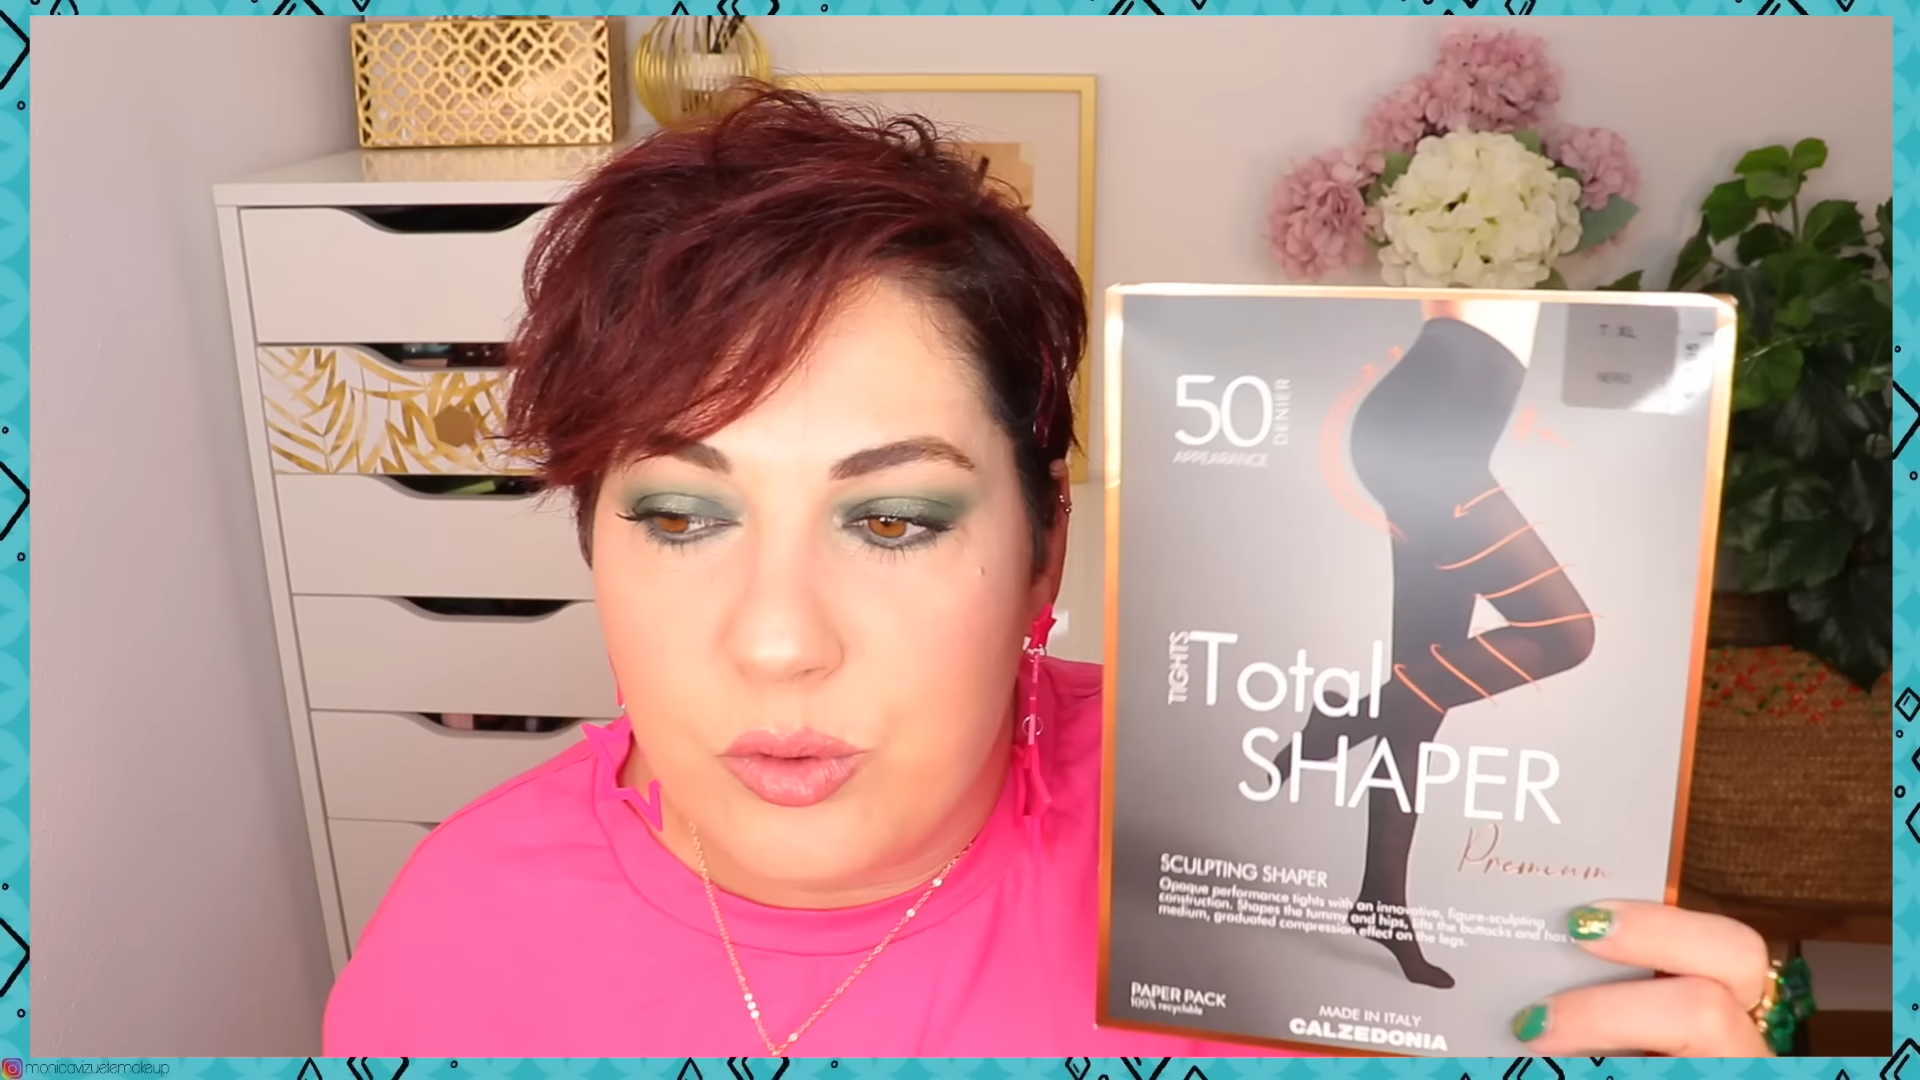 T. XL
NERO
50
DENIER
APPEARANCE
TIGHTS
Total
SHAPER
Premium
SCULPTING SHAPER
Opaque performance tights with an innovative, figure-sculpting
construction. Shapes the tummy and hips, lifts the buttocks and has
medium, graduated compression effect on the legs.
PAPER PACK
100% recyclable
MADE IN ITALY
CALZEDONIA
monicavizuetemakeup